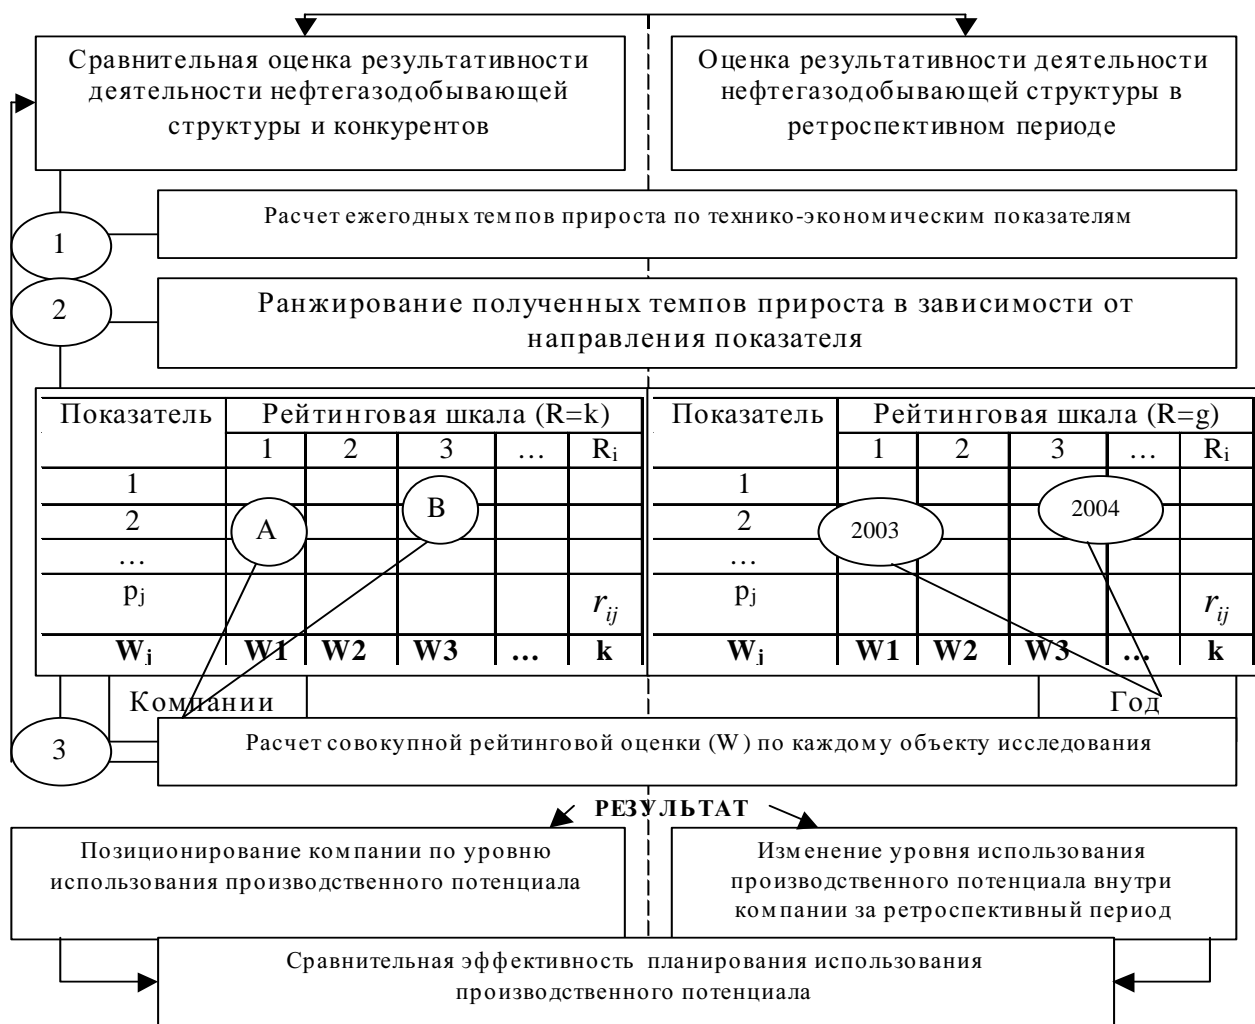 Сравнительная оценка результативности
деятельности нефтегазодобывающей
структуры и конкурентов
Оценка результативности деятельности
нефтегазодобывающей структуры в
ретроспективном периоде
1
Расчет ежегодных темпов прироста по технико-экономическим показателям
2
Ранжирование полученных темпов прироста в зависимости от
направления показателя
Показатель Рейтинговая шкала (R=k)
1 2 3 … Ri
1
2
…
pj rij
Wj W1 W2 W3 … k
A
B
Компании
Показатель Рейтинговая шкала (R=g)
1 2 3 … Ri
1
2
…
pj rij
Wj W1 W2 W3 … k
2003
2004
Год
3
Расчет совокупной рейтинговой оценки (W) по каждому объекту исследования
РЕЗУЛЬТАТ
Позиционирование компании по уровню
использования производственного потенциала
Изменение уровня использования
производственного потенциала внутри
компании за ретроспективный период
Сравнительная эффективность планирования использования
производственного потенциала